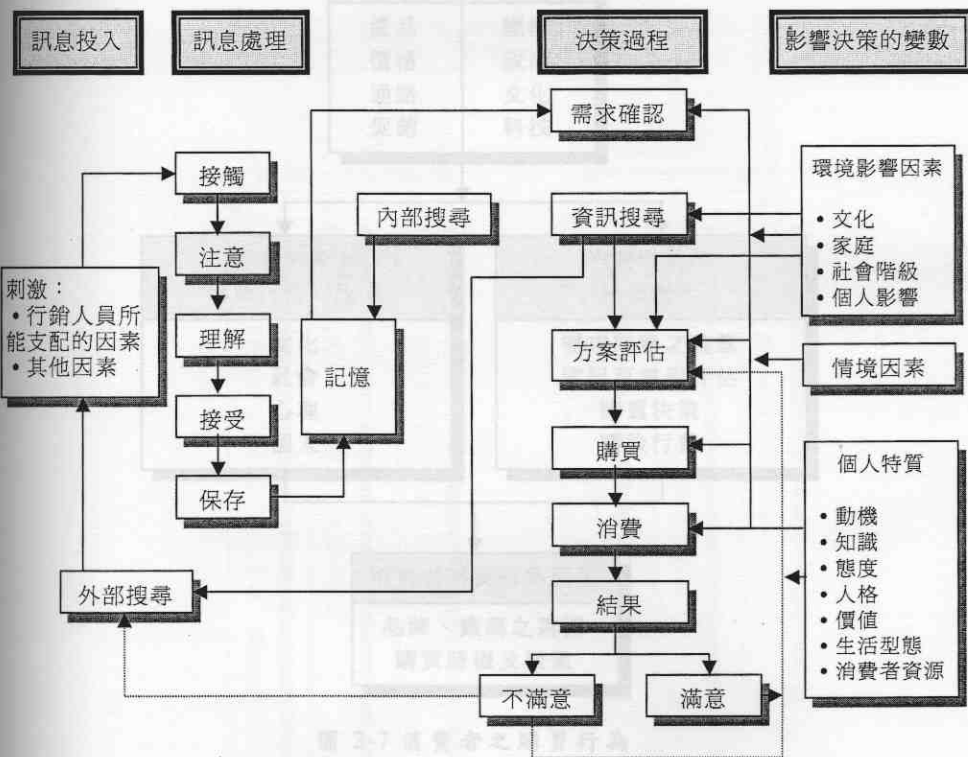 訊息投入
訊息處理
決策過程
影響決策的變數
需求確認
接觸
注意
理解
接受
保存
內部搜尋
記憶
資訊搜尋
刺激：
•行銷人員所
能支配的因素
•其他因素
外部搜尋
方案評估
購買
消費
結果
不滿意
滿意
環境影響因素
•文化
•家庭
•社會階級
•個人影響
情境因素
個人特質
•動機
•知識
•態度
•人格
•價值
•生活型態
•消費者資源